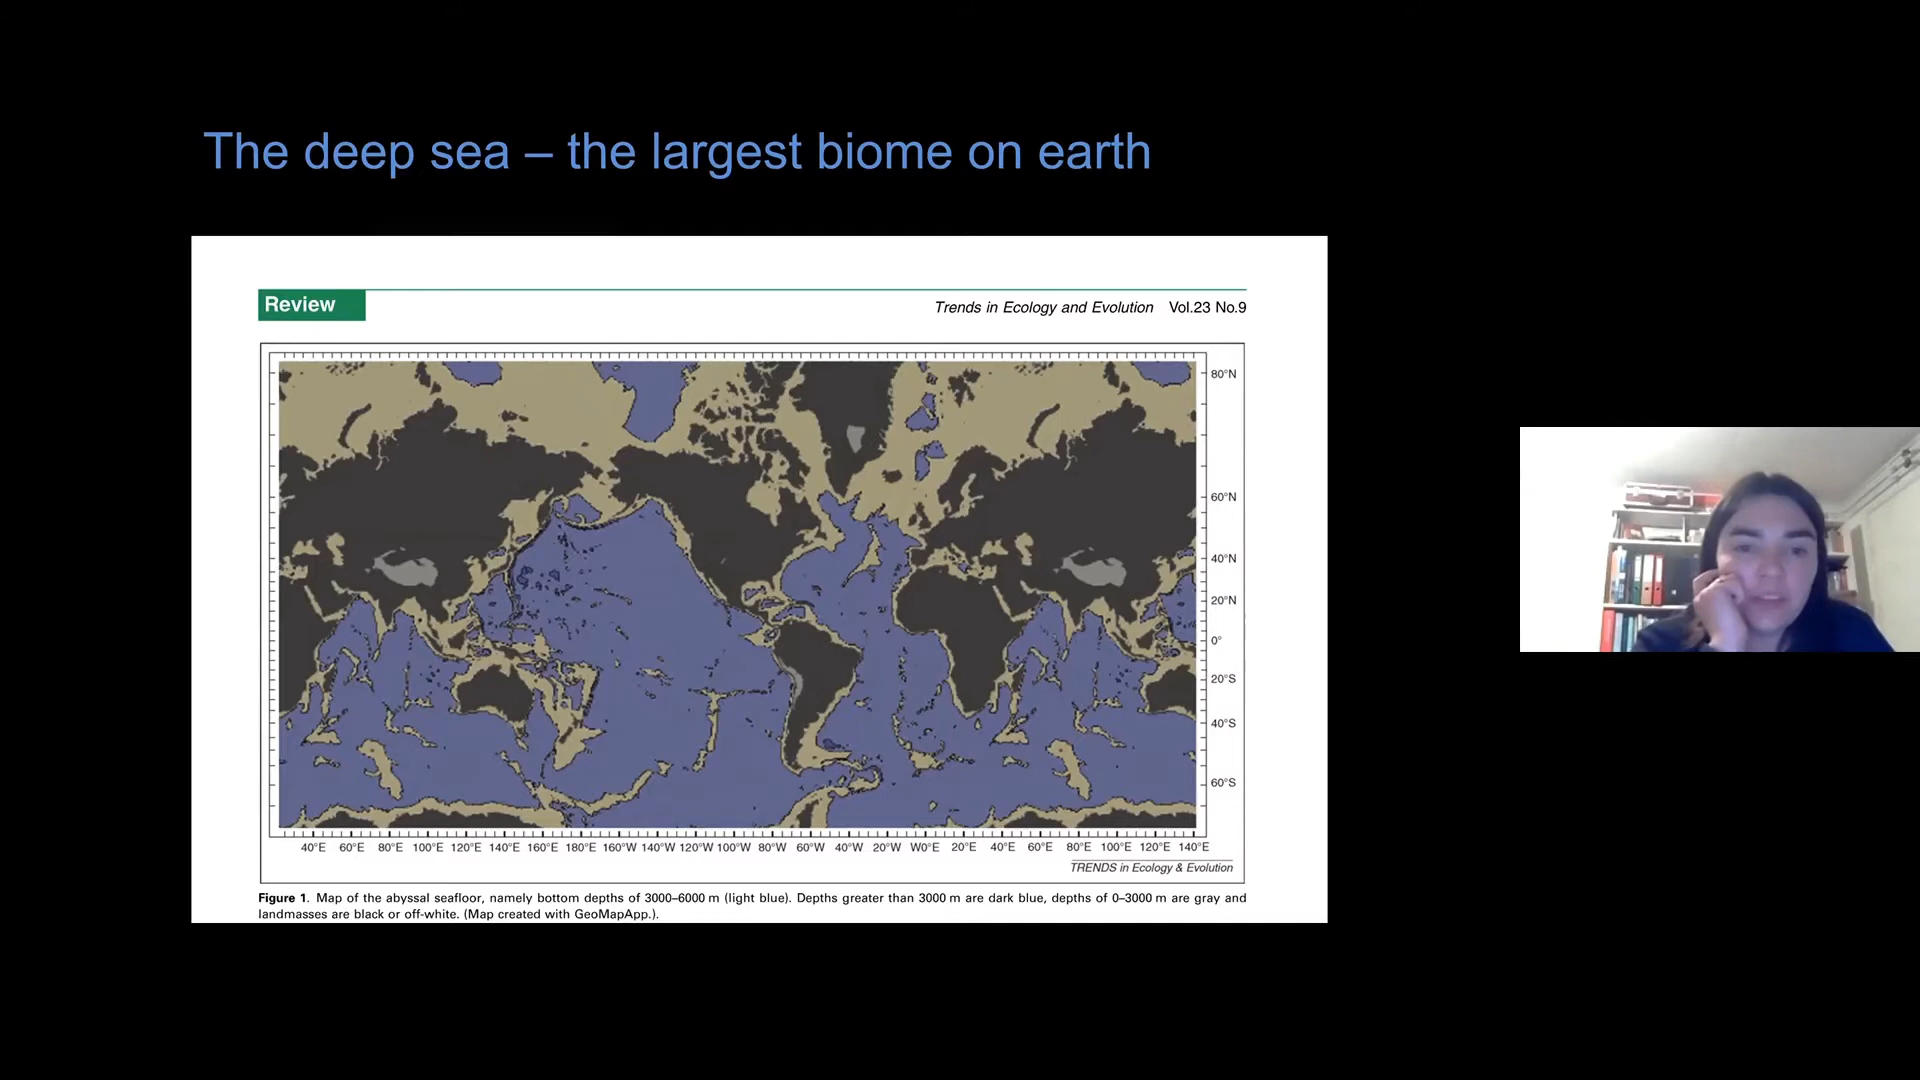 The deep sea – the largest biome on earth
Review
Trends in Ecology and Evolution Vol.23 No.9
80°N
60°N
40°N
20°N
0°
20°S
40°S
60°S
40°E 60°E 80°E 100°E 120°E 140°E 160°E 180°E 160°W 140°W 120°W 100°W 80°W 60°W 40°W 20°W W0°E 20°E 40°E 60°E 80°E 100°E 120°E 140°E
TRENDS in Ecology & Evolution
Figure 1. Map of the abyssal seafloor, namely bottom depths of 3000–6000 m (light blue). Depths greater than 3000 m are dark blue, depths of 0–3000 m are gray and
landmasses are black or off-white. (Map created with GeoMapApp.).